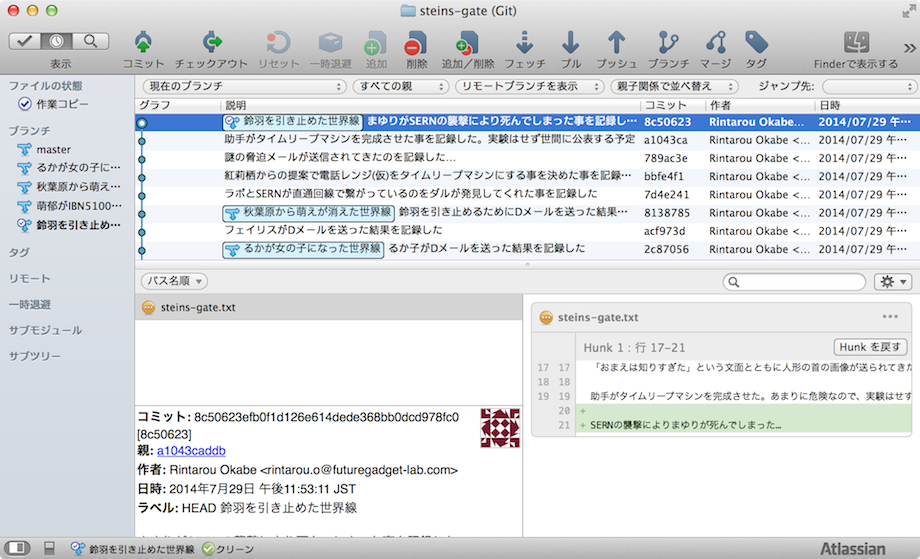 steins-gate (Git)
表示 コミット チェックアウト リセット 一時退避 追加 削除 追加／削除 フェッチ プル プッシュ ブランチ マージ タグ Finderで表示する
ファイルの状態
作業コピー
ブランチ
master
るかが女の子に…
秋葉原から萌え…
萌郁がIBN5100…
鈴羽を引き止め…
タグ
リモート
一時退避
サブモジュール
サブツリー
現在のブランチ すべての親 リモートブランチを表示 親子関係で並べ替え ジャンプ先:
グラフ 説明 コミット 作者 日時
鈴羽を引き止めた世界線 まゆりがSERNの襲撃により死んでしまった事を記録し… 8c50623 Rintarou Okabe… 2014/07/29 午…
助手がタイムリープマシンを完成させた事を記録した。実験はせず世間に公表する予定 a1043ca Rintarou Okabe <… 2014/07/29 午…
謎の脅迫メールが送信されてきたのを記録した… 789ac3e Rintarou Okabe <… 2014/07/29 午…
紅莉栖からの提案で電話レンジ(仮)をタイムリープマシンにする事を決めた事を記録… bbfe4f1 Rintarou Okabe <… 2014/07/29 午…
ラボとSERNが直通回線で繋がっているのをダルが発見してくれた事を記録した 7d4e241 Rintarou Okabe <… 2014/07/29 午…
秋葉原から萌えが消えた世界線 鈴羽を引き止めるためにDメールを送った結果… 8138785 Rintarou Okabe <… 2014/07/29 午…
フェイリスがDメールを送った結果を記録した acf973d Rintarou Okabe <… 2014/07/29 午…
るかが女の子になった世界線 るか子がDメールを送った結果を記録した 2c87056 Rintarou Okabe <… 2014/07/29 午…
パス名順
steins-gate.txt
コミット: 8c50623efb0f1d126e614dede368bb0dcd978fc0
[8c50623]
親: a1043caddb
作者: Rintarou Okabe <rintarou.o@futuregadget-lab.com>
日時: 2014年7月29日 午後11:53:11 JST
ラベル: HEAD 鈴羽を引き止めた世界線
steins-gate.txt
Hunk 1：行 17-21 Hunk を戻す
17 17 「おまえは知りすぎた」という文面とともに人形の首の画像が送られてきた
18 18
19 19 助手がタイムリープマシンを完成させた。あまりに危険なので、実験はせず
20 +
21 + SERNの襲撃によりまゆりが死んでしまった…
鈴羽を引き止めた世界線 クリーン Atlassian